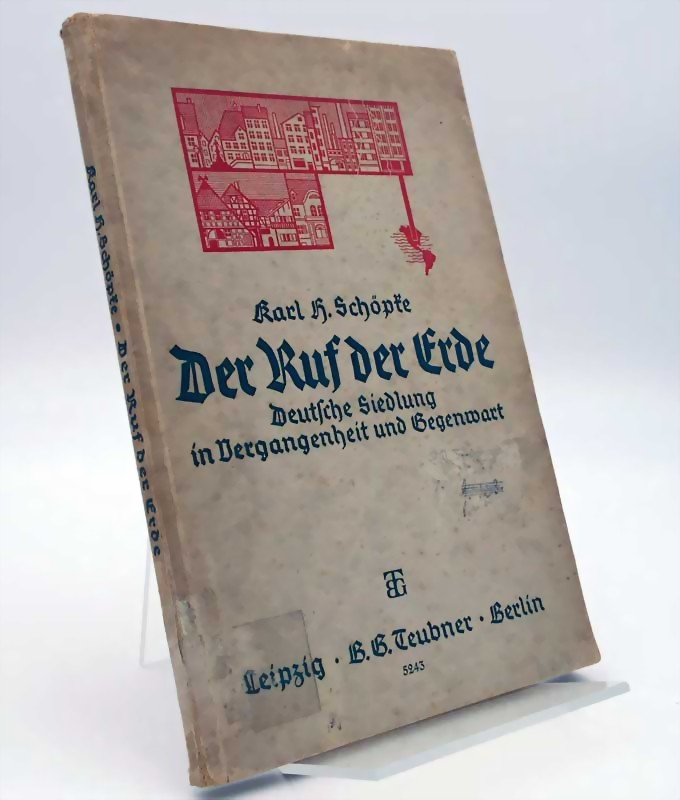 Karl H. Schöpke
Der Ruf der Erde
Deutſche Siedlung
in Vergangenheit und Gegenwart
BGT
Leipzig · B. G. Teubner · Berlin
5243
Karl H. Schöpke · Der Ruf der Erde